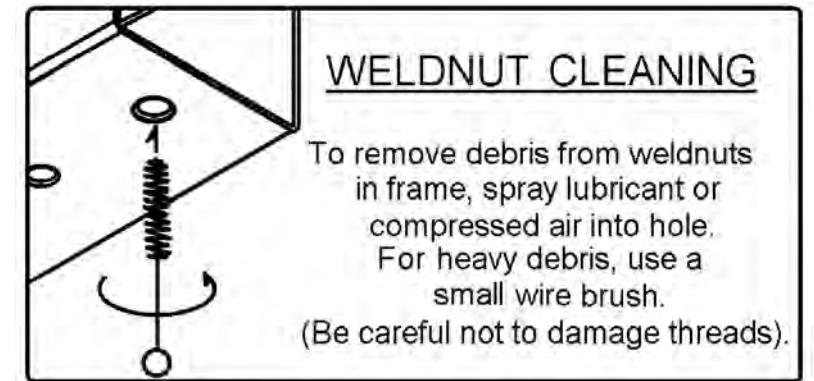 WELDNUT CLEANING
To remove debris from weldnuts
in frame, spray lubricant or
compressed air into hole.
For heavy debris, use a
small wire brush.
(Be careful not to damage threads).